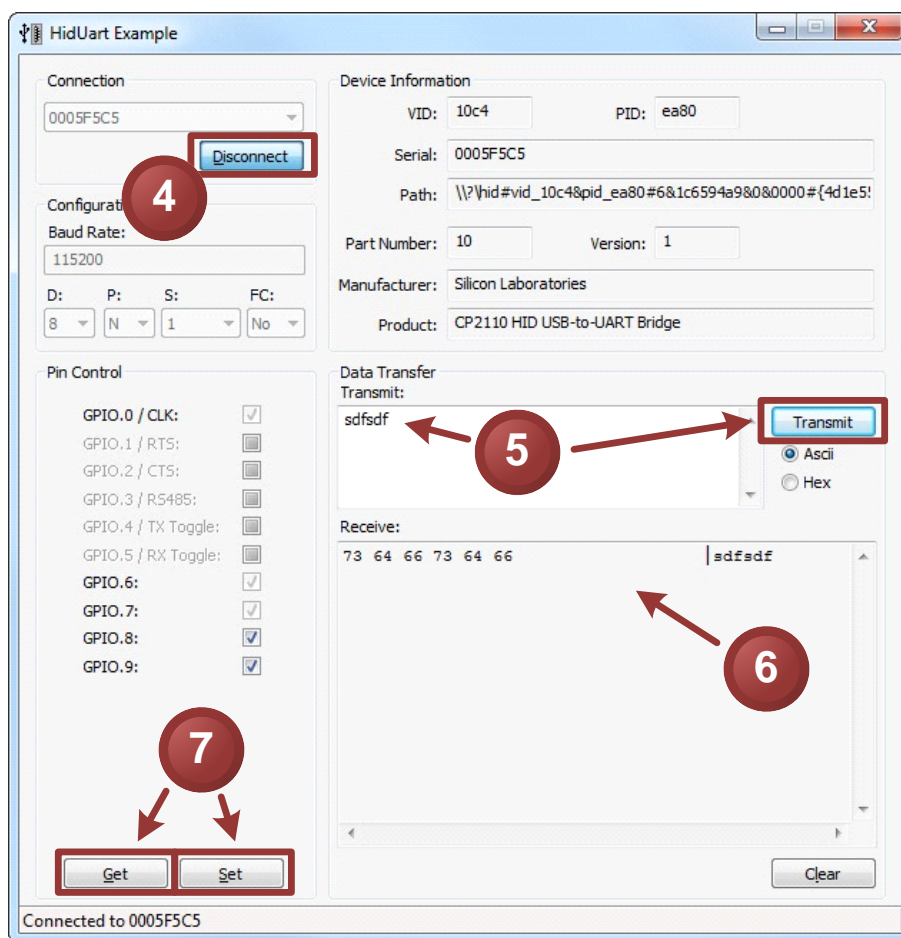 HidUart Example
Connection
0005F5C5
Disconnect
4
Configurati
Baud Rate:
115200
D: P: S: FC:
8 N 1 No
Device Information
VID: 10c4 PID: ea80
Serial: 0005F5C5
Path: \\?\hid#vid_10c4&pid_ea80#6&1c6594a9&0&0000#{4d1e5
Part Number: 10 Version: 1
Manufacturer: Silicon Laboratories
Product: CP2110 HID USB-to-UART Bridge
Pin Control
GPIO.0 / CLK:
GPIO.1 / RTS:
GPIO.2 / CTS:
GPIO.3 / RS485:
GPIO.4 / TX Toggle:
GPIO.5 / RX Toggle:
GPIO.6:
GPIO.7:
GPIO.8:
GPIO.9:
7
Get Set
Data Transfer
Transmit:
sdfsdf
5
Transmit
Ascii
Hex
Receive:
73 64 66 73 64 66 sdfsdf
6
Clear
Connected to 0005F5C5